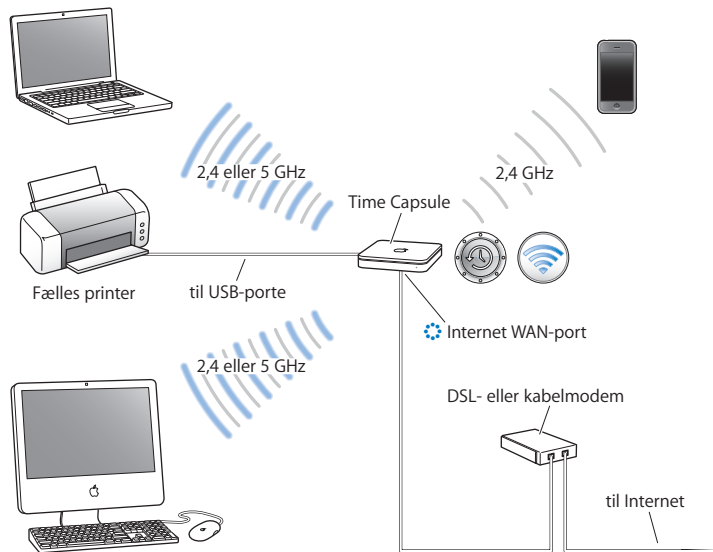 2,4 eller 5 GHz
2,4 GHz
Time Capsule
Fælles printer
til USB-porte
Internet WAN-port
2,4 eller 5 GHz
DSL- eller kabelmodem
til Internet